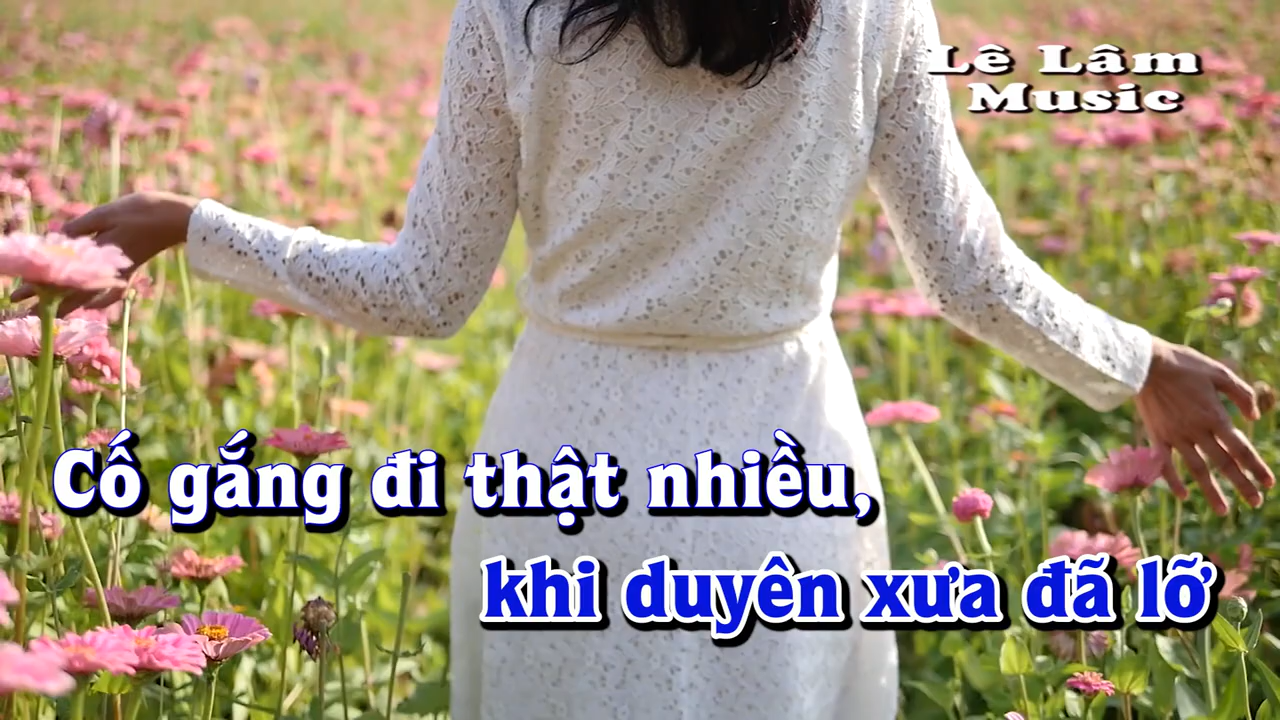 Lê Lâm
Music
Cố gắng đi thật nhiều,
khi duyên xưa đã lỡ